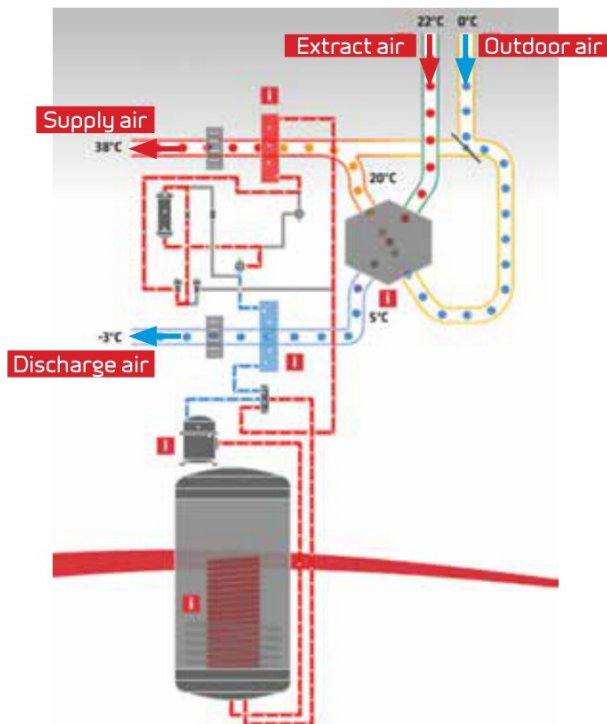 22°C
0°C
Extract air
Outdoor air
i
Supply air
38°C
20°C
i
5°C
-3°C
i
Discharge air
i
i